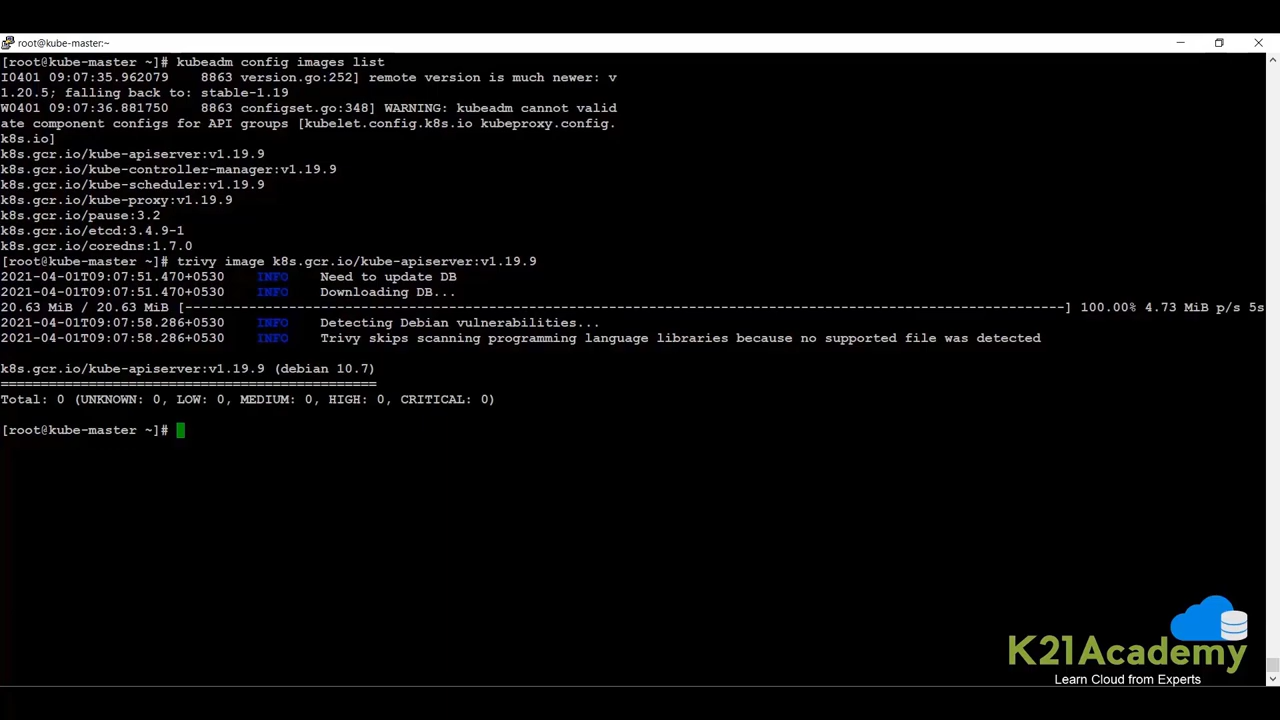 root@kube-master:~
[root@kube-master ~]# kubeadm config images list
I0401 09:07:35.962079    8863 version.go:252] remote version is much newer: v
1.20.5; falling back to: stable-1.19
W0401 09:07:36.881750    8863 configset.go:348] WARNING: kubeadm cannot valid
ate component configs for API groups [kubelet.config.k8s.io kubeproxy.config.
k8s.io]
k8s.gcr.io/kube-apiserver:v1.19.9
k8s.gcr.io/kube-controller-manager:v1.19.9
k8s.gcr.io/kube-scheduler:v1.19.9
k8s.gcr.io/kube-proxy:v1.19.9
k8s.gcr.io/pause:3.2
k8s.gcr.io/etcd:3.4.9-1
k8s.gcr.io/coredns:1.7.0
[root@kube-master ~]# trivy image k8s.gcr.io/kube-apiserver:v1.19.9
2021-04-01T09:07:51.470+0530    INFO    Need to update DB
2021-04-01T09:07:51.470+0530    INFO    Downloading DB...
20.63 MiB / 20.63 MiB [--------------------------------------------------------------------------------------------------------------] 100.00% 4.73 MiB p/s 5s
2021-04-01T09:07:58.286+0530    INFO    Detecting Debian vulnerabilities...
2021-04-01T09:07:58.286+0530    INFO    Trivy skips scanning programming language libraries because no supported file was detected
k8s.gcr.io/kube-apiserver:v1.19.9 (debian 10.7)
===============================================
Total: 0 (UNKNOWN: 0, LOW: 0, MEDIUM: 0, HIGH: 0, CRITICAL: 0)
[root@kube-master ~]#
K21Academy
Learn Cloud from Experts